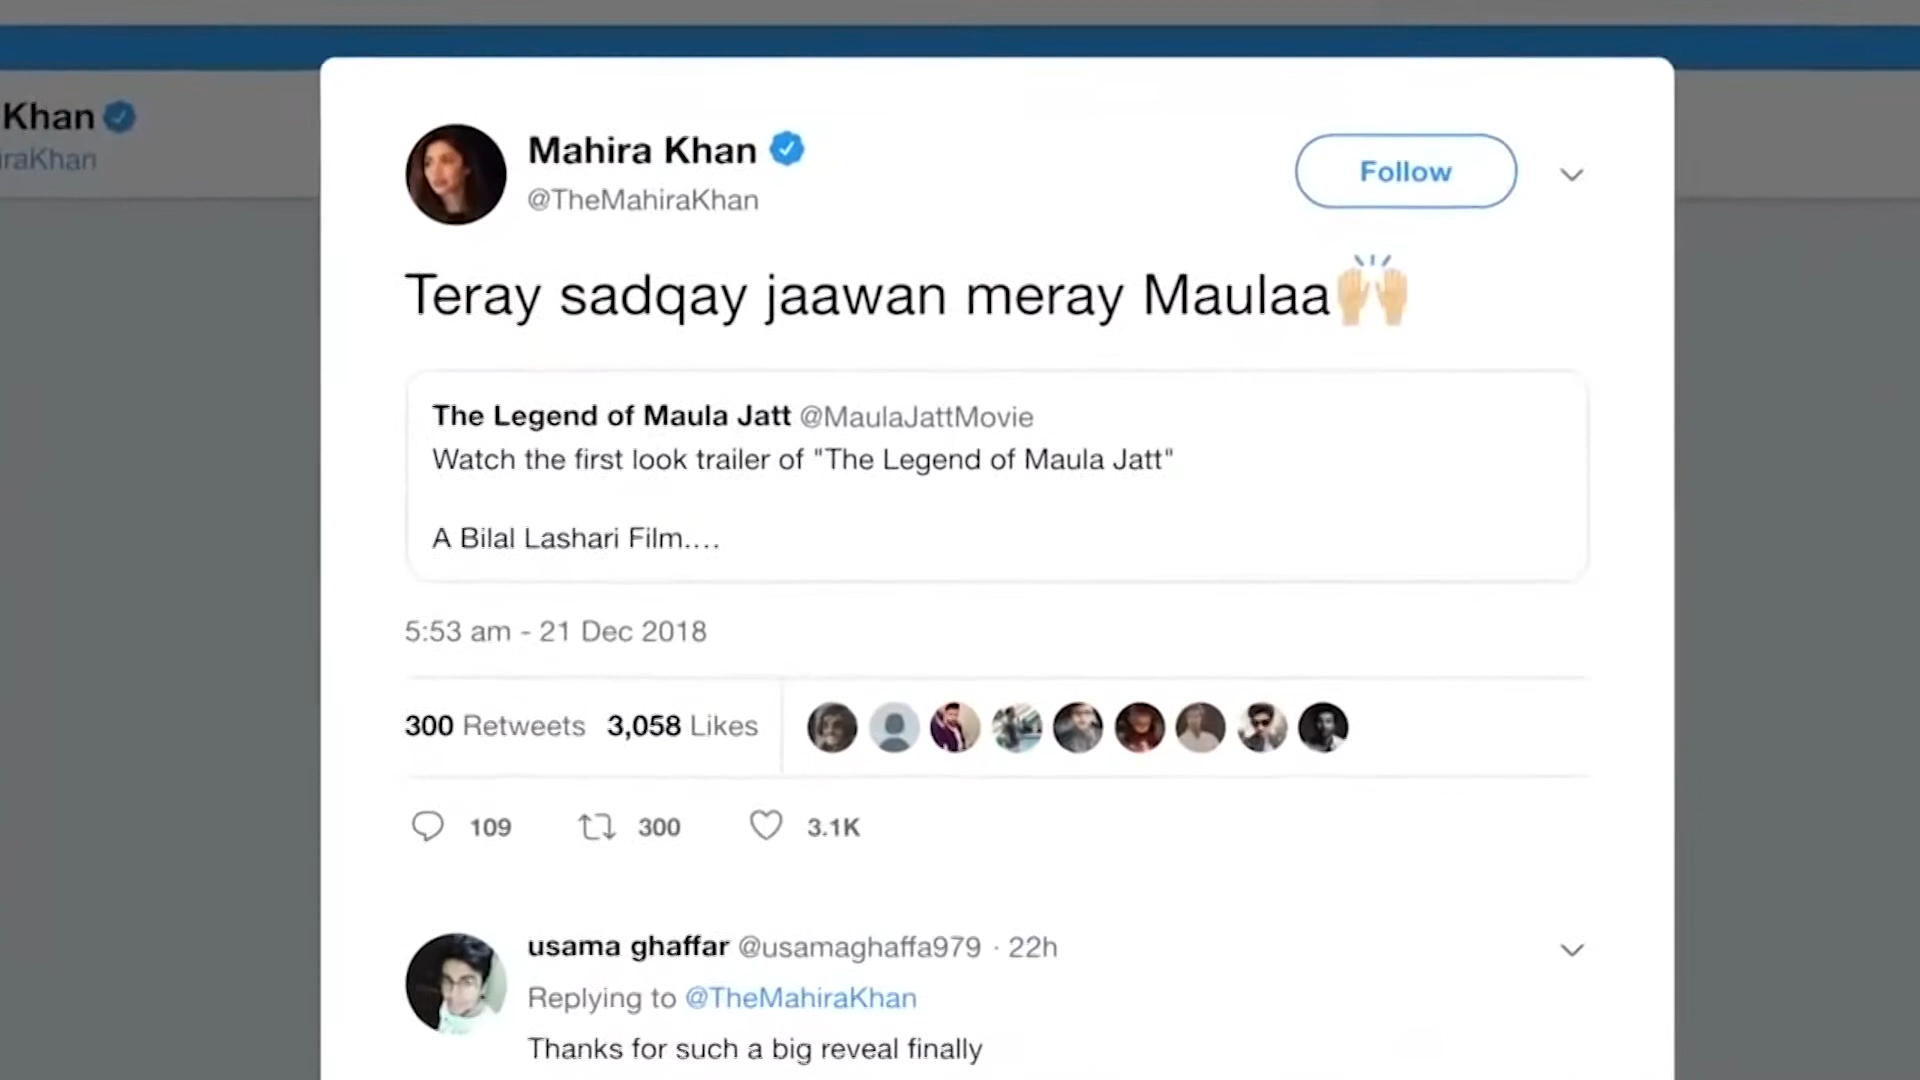 Khan
raKhan
Mahira Khan
@TheMahiraKhan
Follow
Teray sadqay jaawan meray Maulaa🙌🏼
The Legend of Maula Jatt @MaulaJattMovie
Watch the first look trailer of "The Legend of Maula Jatt"
A Bilal Lashari Film....
5:53 am - 21 Dec 2018
300 Retweets 3,058 Likes
109 300 3.1K
usama ghaffar @usamaghaffa979 · 22h
Replying to @TheMahiraKhan
Thanks for such a big reveal finally